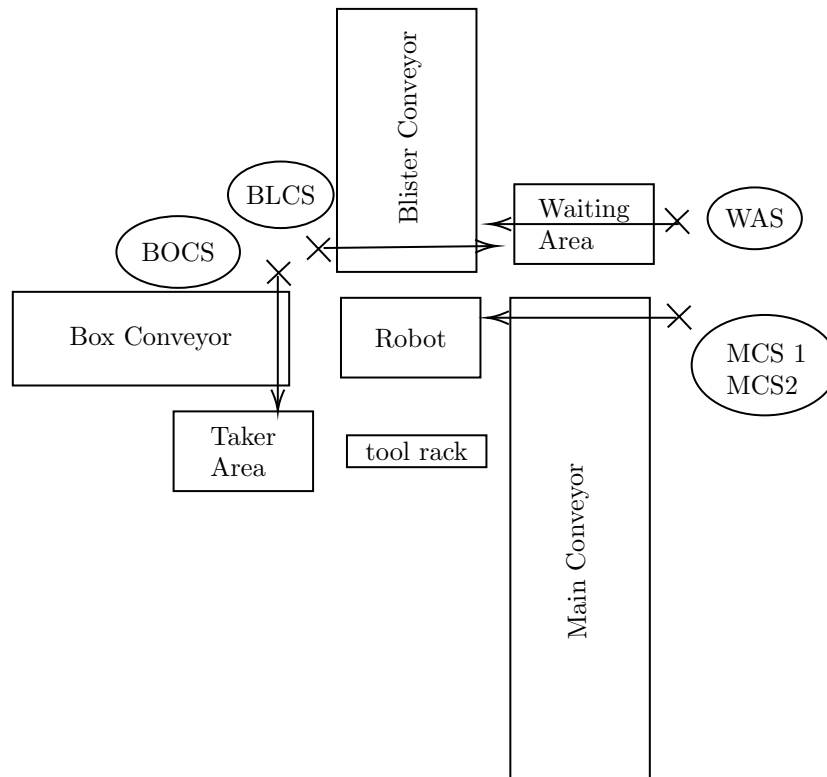 Blister Conveyor
BLCS
Waiting
Area
WAS
BOCS
Box Conveyor
Robot
MCS 1
MCS2
Taker
Area
tool rack
Main Conveyor